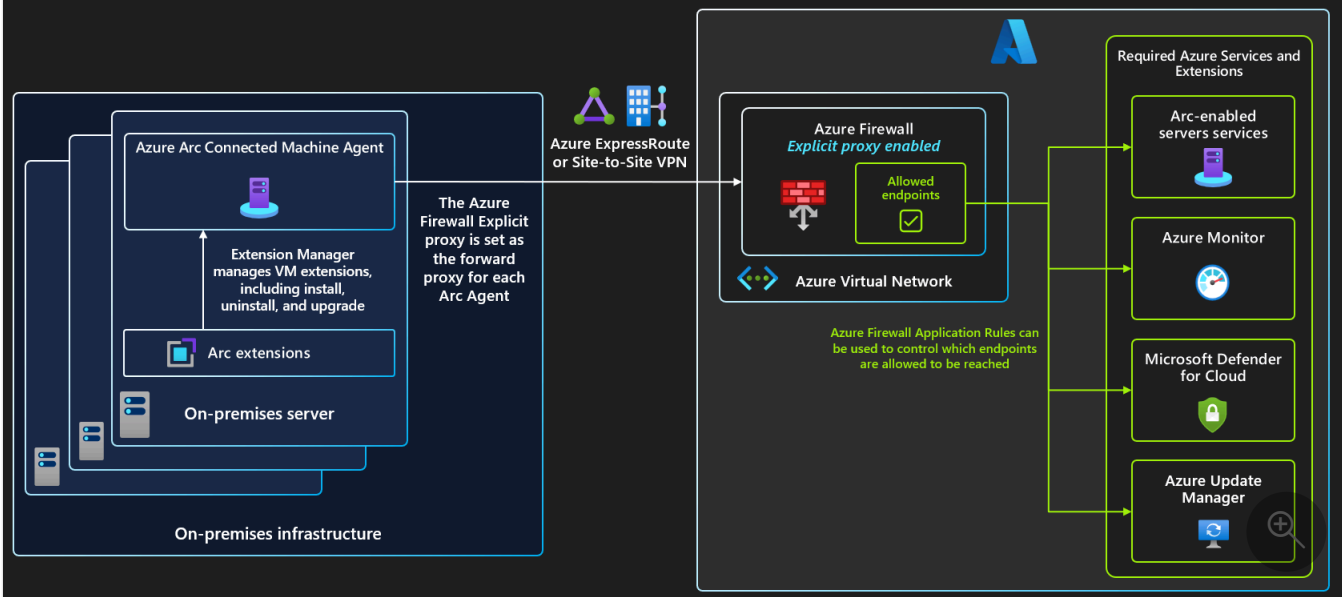 Azure Arc Connected Machine Agent
Extension Manager
manages VM extensions,
including install,
uninstall, and upgrade
Arc extensions
On-premises server
On-premises infrastructure
The Azure
Firewall Explicit
proxy is set as
the forward
proxy for each
Arc Agent
Azure ExpressRoute
or Site-to-Site VPN
Azure Firewall
Explicit proxy enabled
Allowed
endpoints
Azure Virtual Network
Azure Firewall Application Rules can
be used to control which endpoints
are allowed to be reached
Required Azure Services and
Extensions
Arc-enabled
servers services
Azure Monitor
Microsoft Defender
for Cloud
Azure Update
Manager